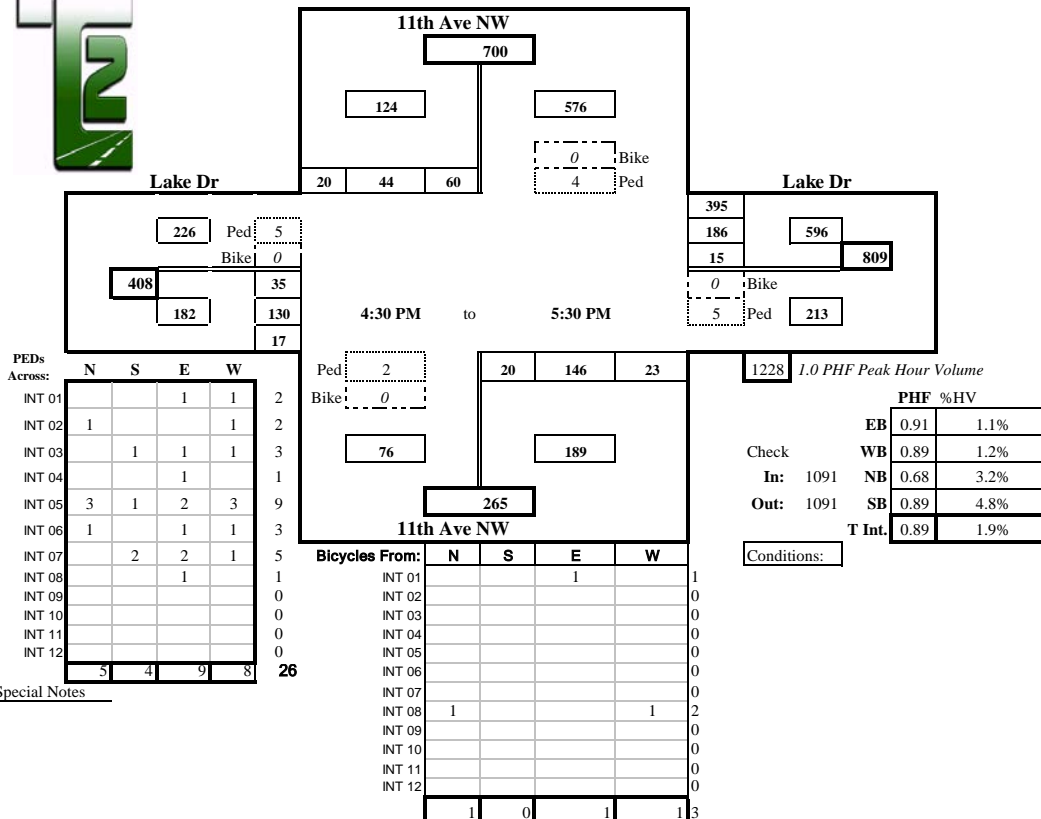 2
11th Ave NW
700
124 576
0 Bike
20 44 60 4 Ped
Lake Dr Lake Dr
395
226 Ped 5 186 596
Bike 0 15 809
408 35 0 Bike
182 130 4:30 PM to 5:30 PM 5 Ped 213
17
Ped 2 20 146 23 1228 1.0 PHF Peak Hour Volume
Bike 0
76 189
265
11th Ave NW
PEDs
Across: N S E W
INT 01 1 1 2
INT 02 1 1 2
INT 03 1 1 1 3
INT 04 1 1
INT 05 3 1 2 3 9
INT 06 1 1 1 3
INT 07 2 2 1 5
INT 08 1 1
INT 09 0
INT 10 0
INT 11 0
INT 12 0
5 4 9 8 26
Special Notes
PHF %HV
EB 0.91 1.1%
Check WB 0.89 1.2%
In: 1091 NB 0.68 3.2%
Out: 1091 SB 0.89 4.8%
T Int. 0.89 1.9%
Conditions:
Bicycles From: N S E W
INT 01 1 1
INT 02 0
INT 03 0
INT 04 0
INT 05 0
INT 06 0
INT 07 0
INT 08 1 1 2
INT 09 0
INT 10 0
INT 11 0
INT 12 0
1 0 1 1 3